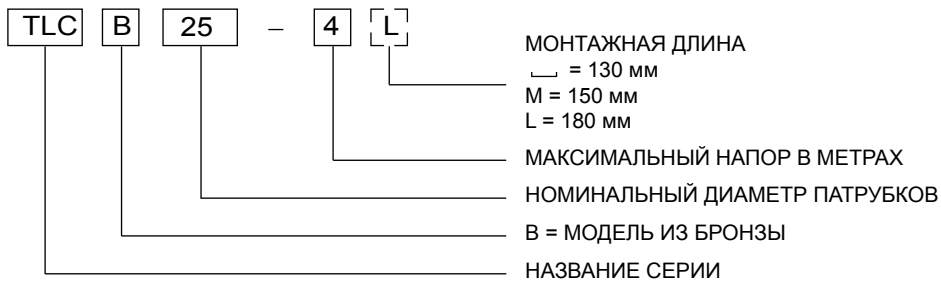 TLC B 25 – 4 L
МОНТАЖНАЯ ДЛИНА
⎵ = 130 мм
M = 150 мм
L = 180 мм
МАКСИМАЛЬНЫЙ НАПОР В МЕТРАХ
НОМИНАЛЬНЫЙ ДИАМЕТР ПАТРУБКОВ
B = МОДЕЛЬ ИЗ БРОНЗЫ
НАЗВАНИЕ СЕРИИ